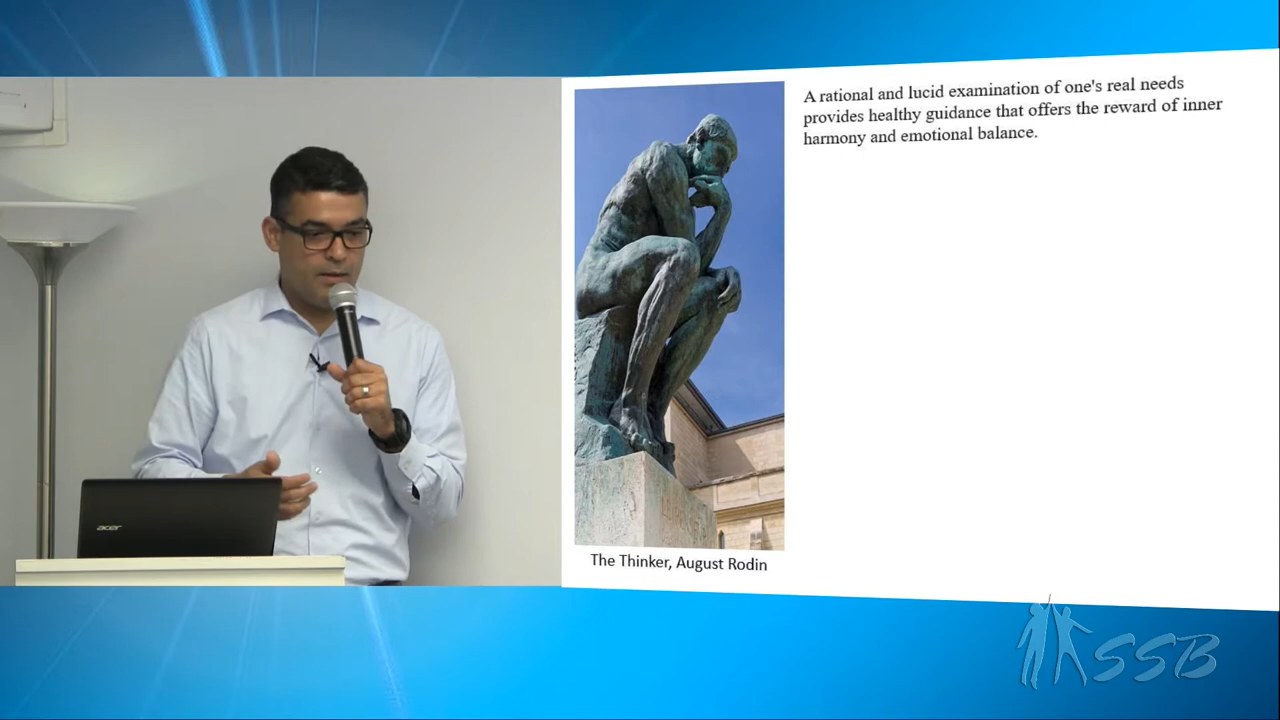 acer
A rational and lucid examination of one's real needs
provides healthy guidance that offers the reward of inner
harmony and emotional balance.
The Thinker, August Rodin
SSB